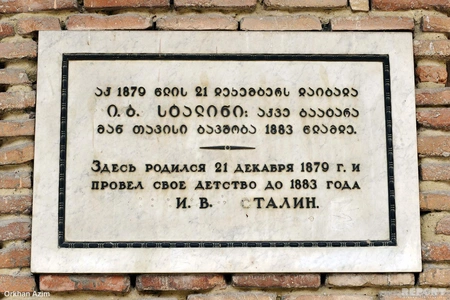 აქ 1879 წლის 21 დეკემბერს დაიბადა
ი. ბ. სტალინი: აქვე გაატარა
მან თავისი ბავშობა 1883 წლამდე.
Здесь родился 21 декабря 1879 г. и
провел свое детство до 1883 года
И. В. СТАЛИН.
Orkhan Azim
REPORT